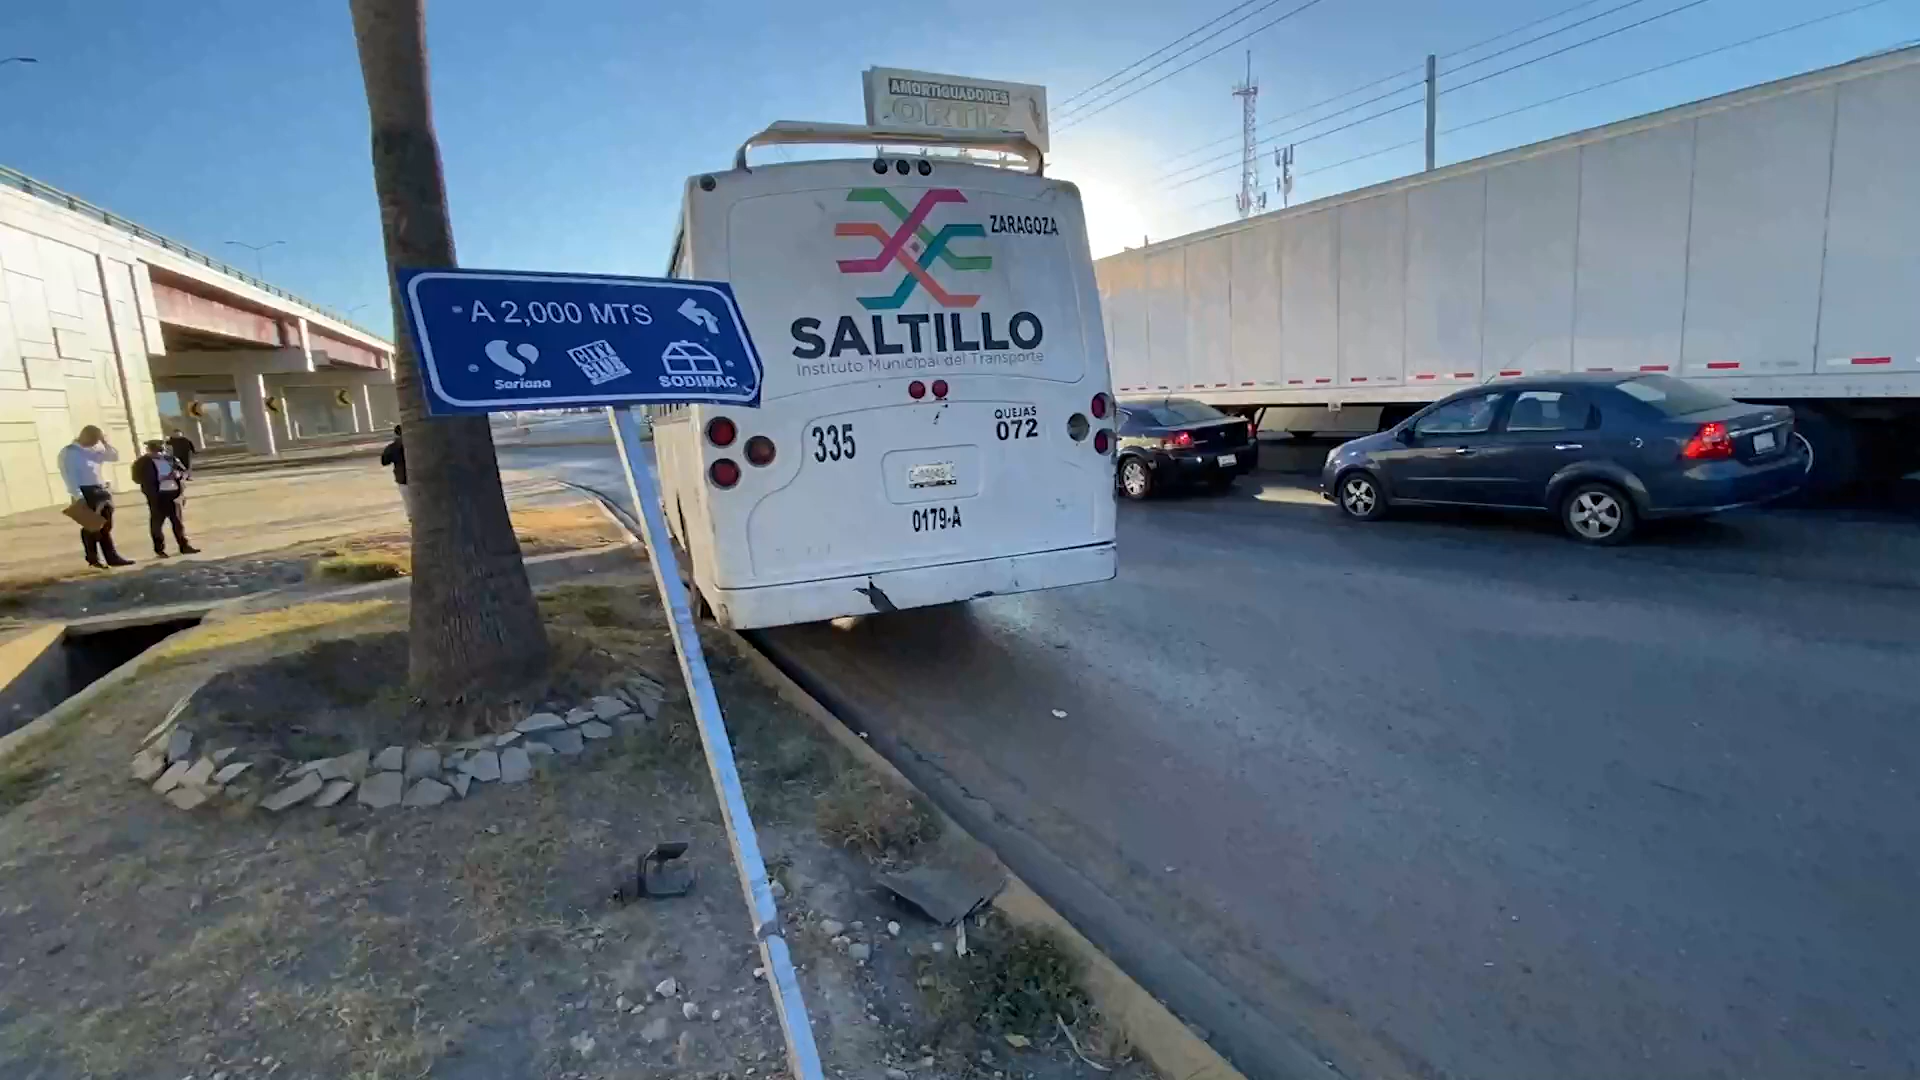 AMORTIGUADORES
ORTIZ
ZARAGOZA
SALTILLO
Instituto Municipal del Transporte
A 2,000 MTS
Soriana
CITY CLUB
SODIMAC
335
QUEJAS
072
0179-A